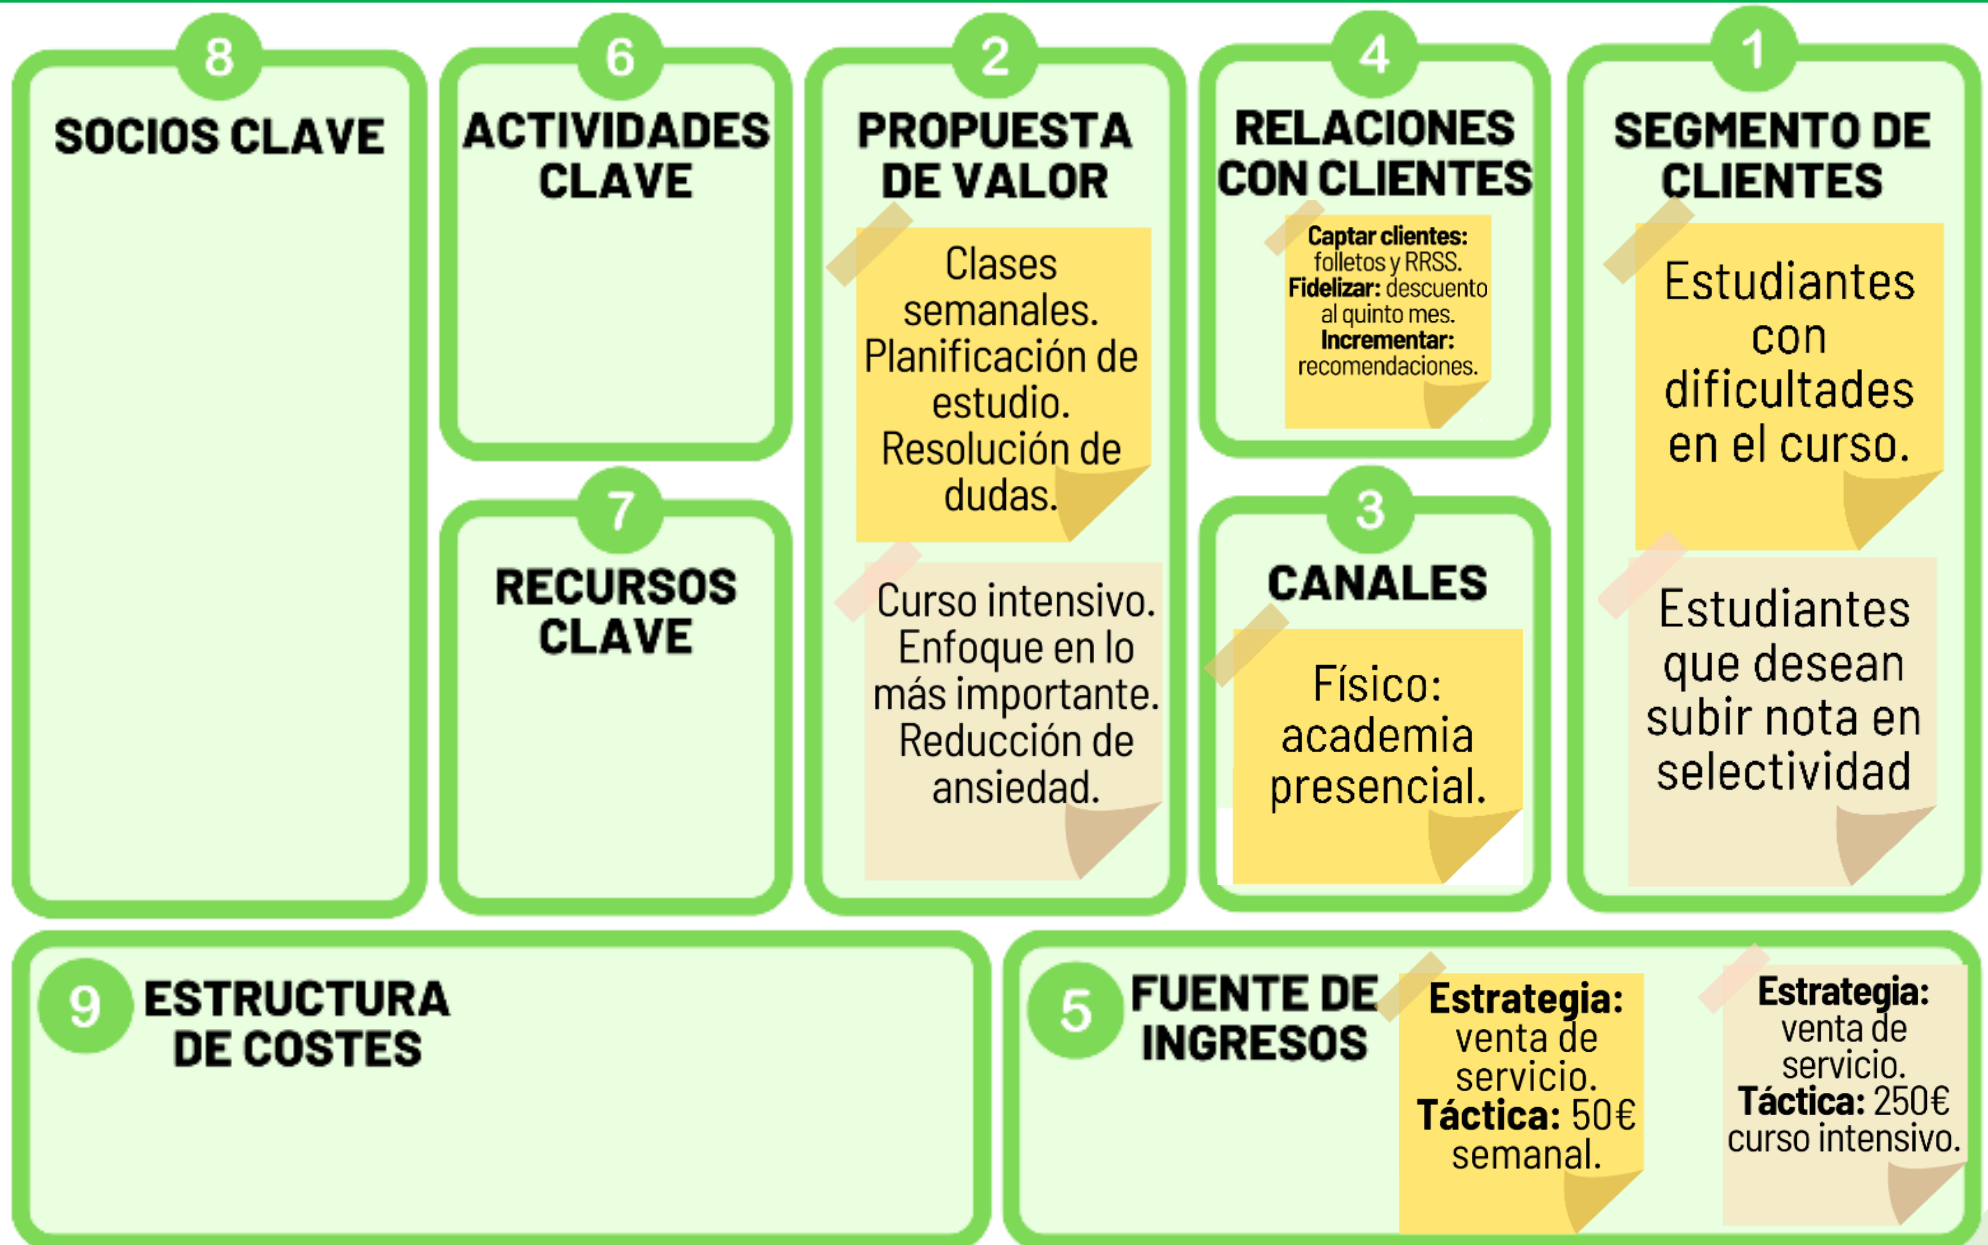 8
SOCIOS CLAVE
6
ACTIVIDADES
CLAVE
7
RECURSOS
CLAVE
2
PROPUESTA
DE VALOR
Clases
semanales.
Planificación de
estudio.
Resolución de
dudas.
Curso intensivo.
Enfoque en lo
más importante.
Reducción de
ansiedad.
4
RELACIONES
CON CLIENTES
Captar clientes:
folletos y RRSS.
Fidelizar: descuento
al quinto mes.
Incrementar:
recomendaciones.
3
CANALES
Físico:
academia
presencial.
1
SEGMENTO DE
CLIENTES
Estudiantes
con
dificultades
en el curso.
Estudiantes
que desean
subir nota en
selectividad
9
ESTRUCTURA
DE COSTES
5
FUENTE DE
INGRESOS
Estrategia:
venta de
servicio.
Táctica: 50€
semanal.
Estrategia:
venta de
servicio.
Táctica: 250€
curso intensivo.